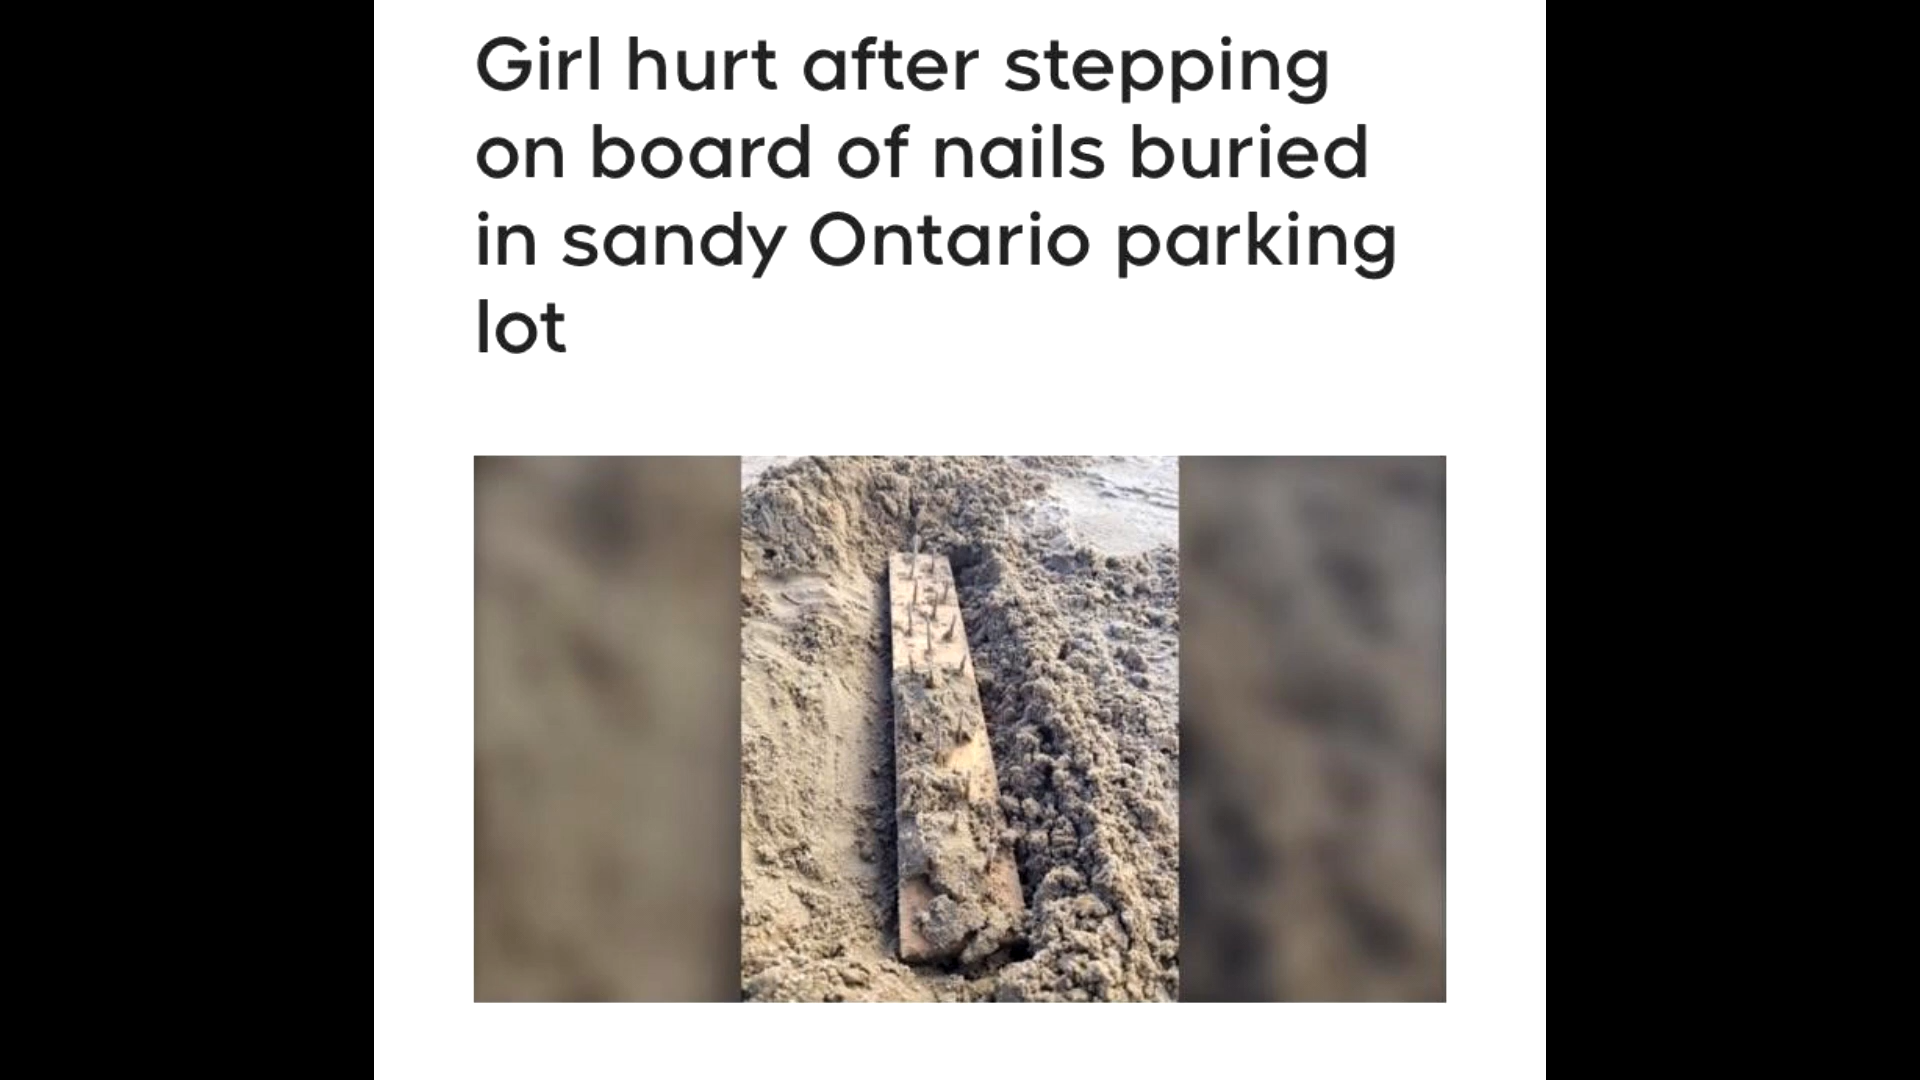 Girl hurt after stepping
on board of nails buried
in sandy Ontario parking
lot